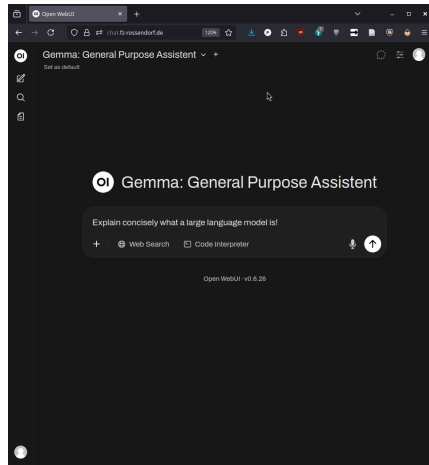 Open WebUI
chat.fz-rossendorf.de
120%
OI
Gemma: General Purpose Assistent
Set as default
OI Gemma: General Purpose Assistent
Explain concisely what a large language model is!
Web Search
Code Interpreter
Open WebUI · v0.6.26